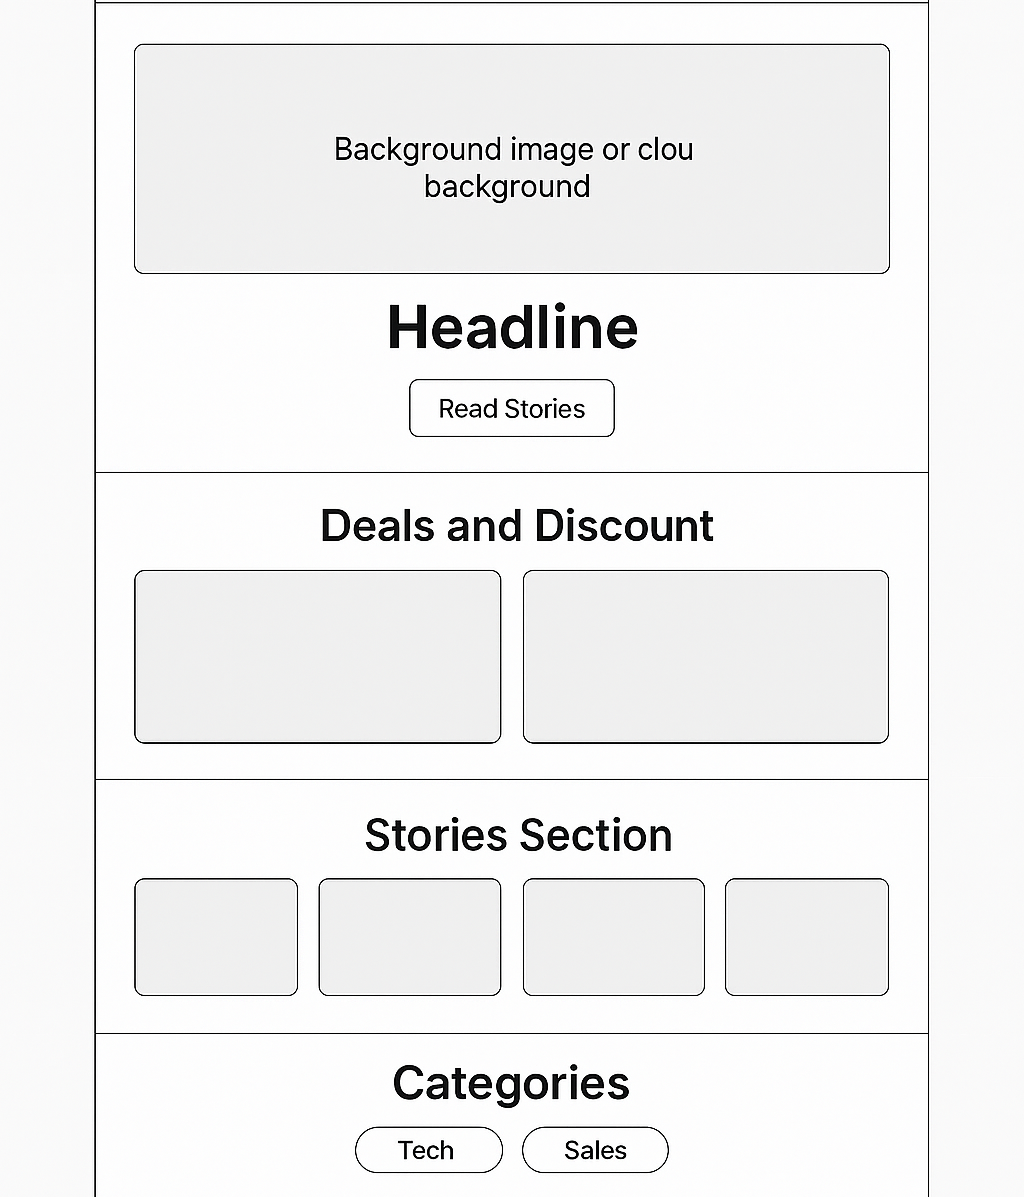 Background image or clou
background
Headline
Read Stories
Deals and Discount
Stories Section
Categories
Tech
Sales